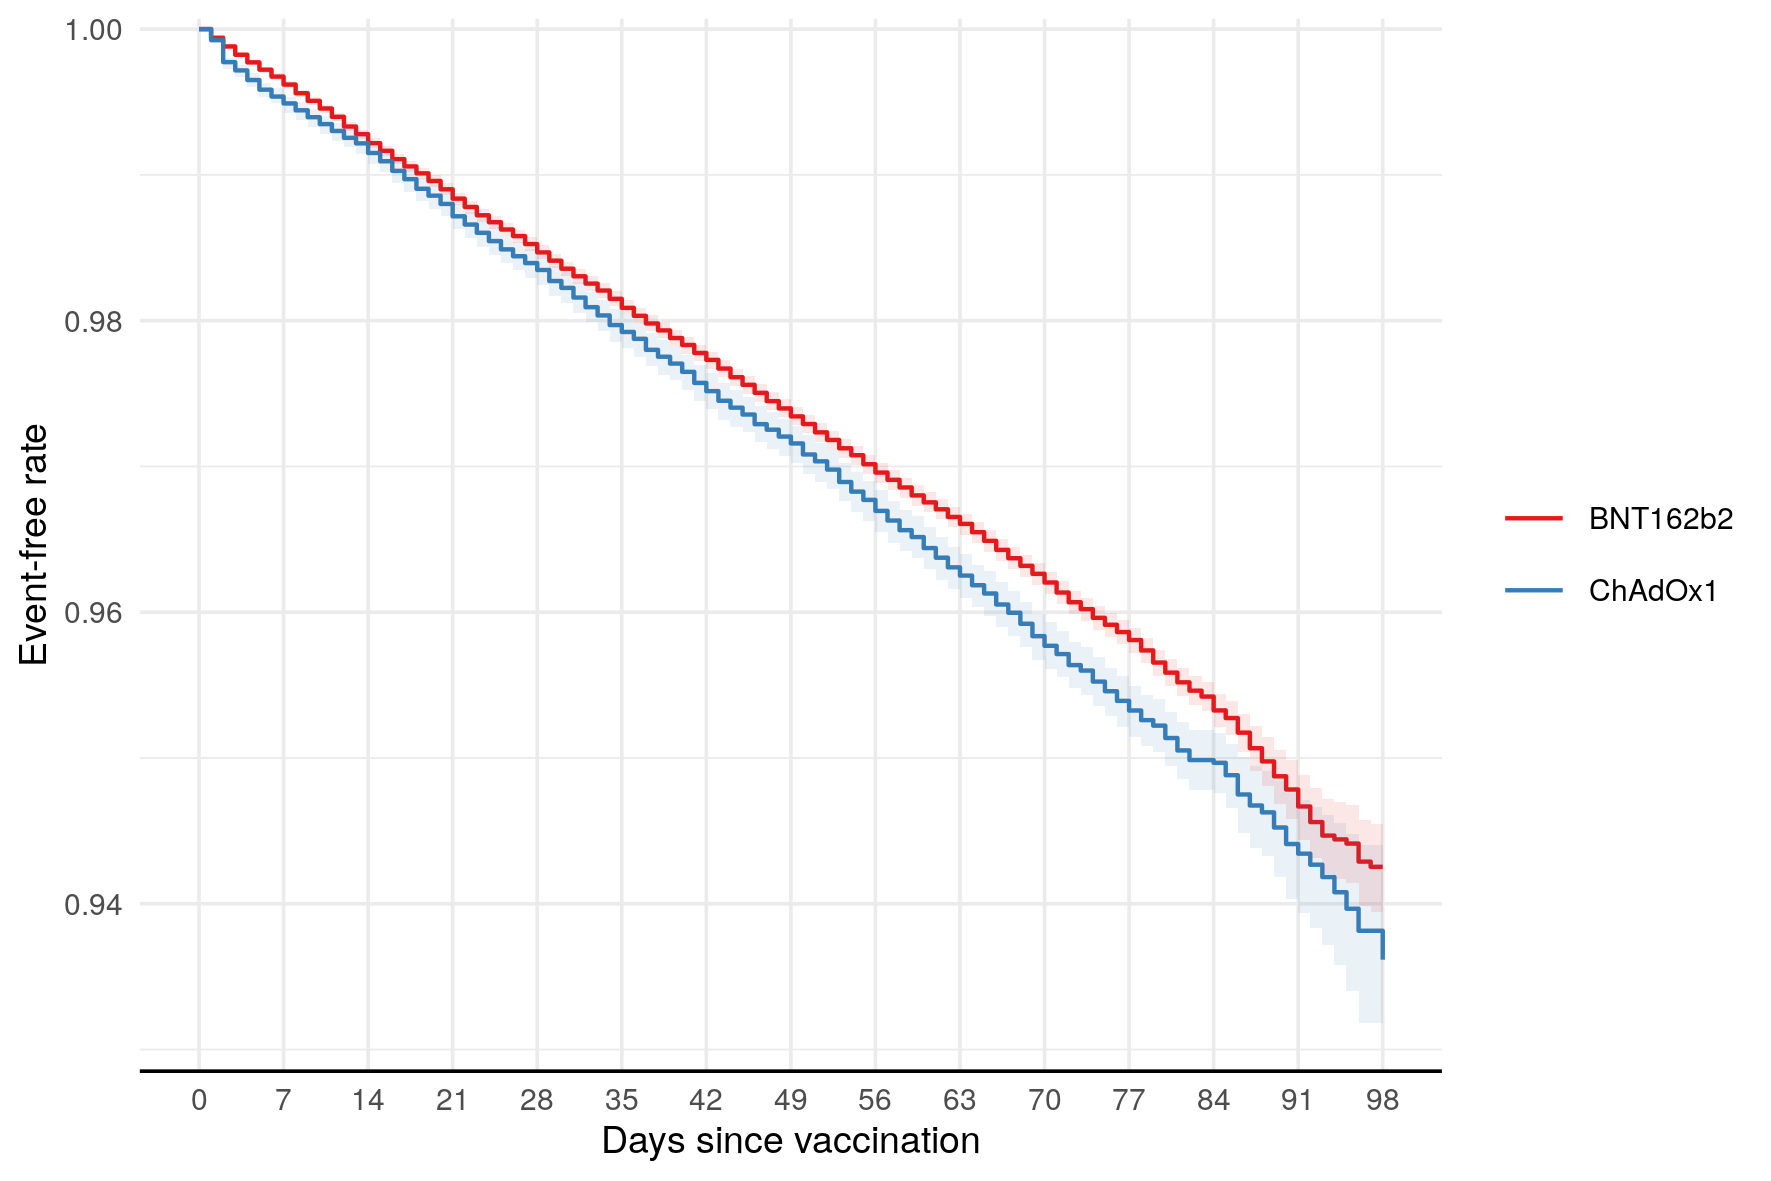 1.00
0.98
0.96
0.94
Event-free rate
0 7 14 21 28 35 42 49 56 63 70 77 84 91 98
Days since vaccination
BNT162b2
ChAdOx1